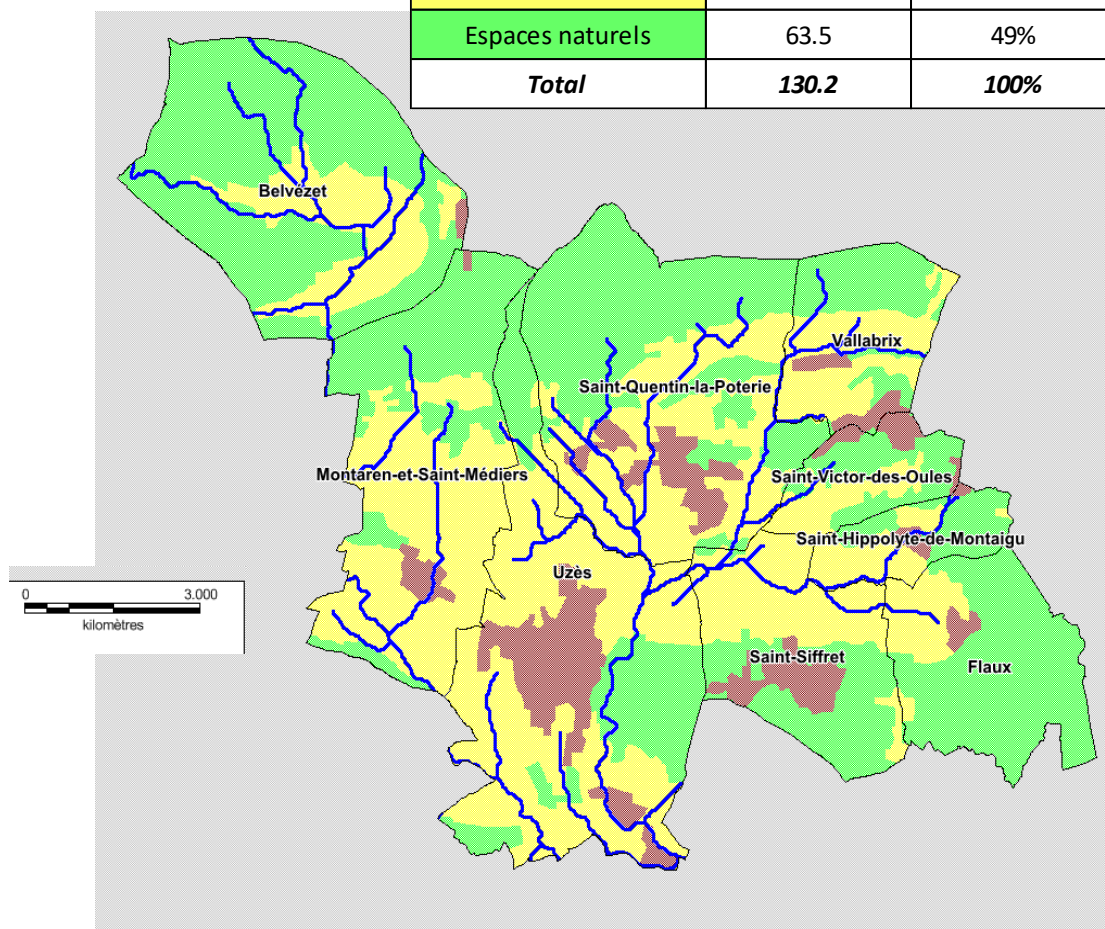 Espaces naturels 63.5 49%
Total 130.2 100%
Belvézet
Vallabrix
Saint-Quentin-la-Poterie
Montaren-et-Saint-Médiers
Saint-Victor-des-Oules
Saint-Hippolyte-de-Montaigu
Uzès
0 3.000
kilomètres
Saint-Siffret
Flaux